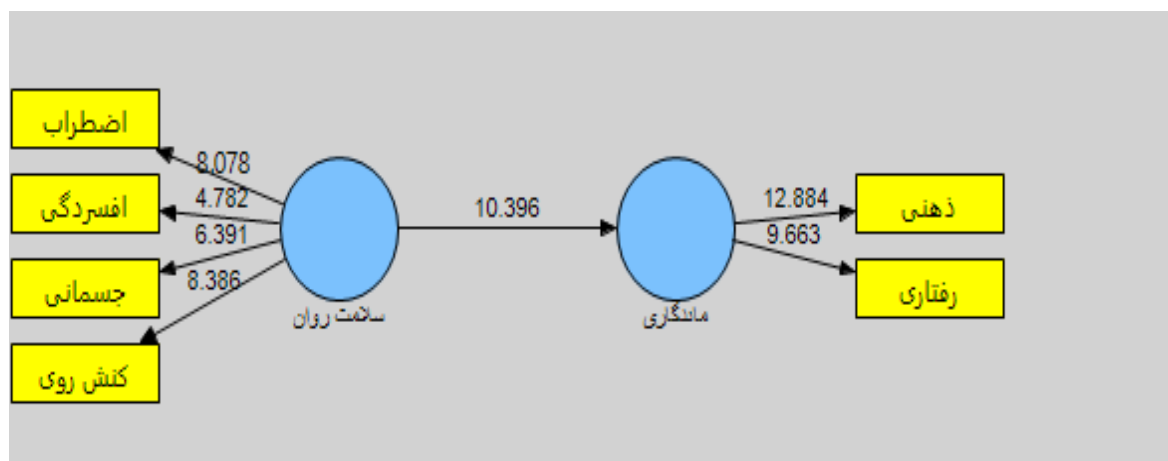 اضطراب
8.078
افسردگی
4.782
جسمانی
6.391
کنش روی
8.386
سلامت روان
10.396
ماندگاری
12.884
ذهنی
9.663
رفتاری